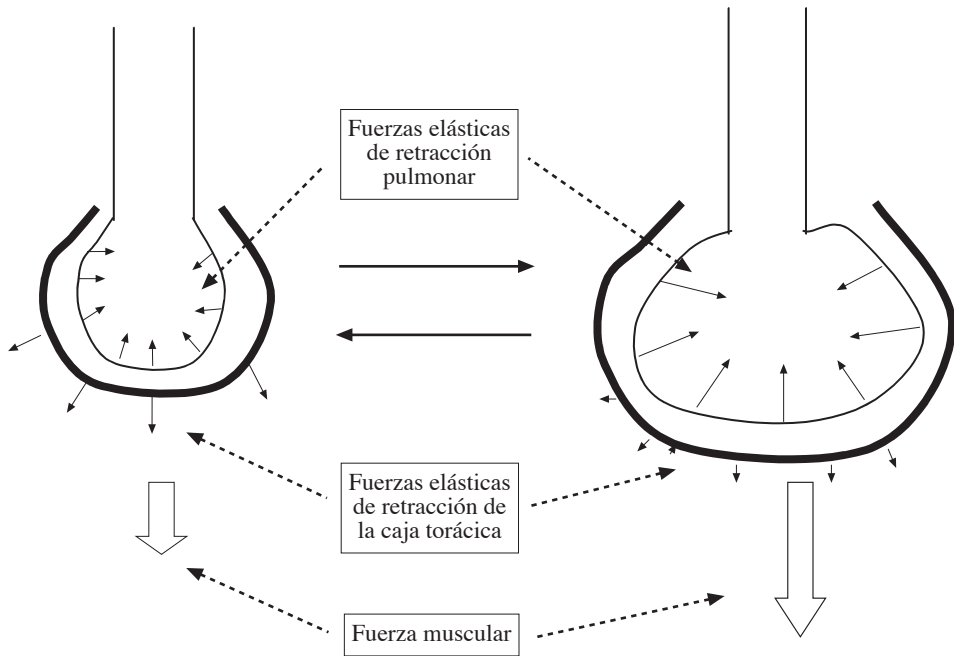 Fuerzas elásticas
de retracción
pulmonar
Fuerzas elásticas
de retracción de
la caja torácica
Fuerza muscular